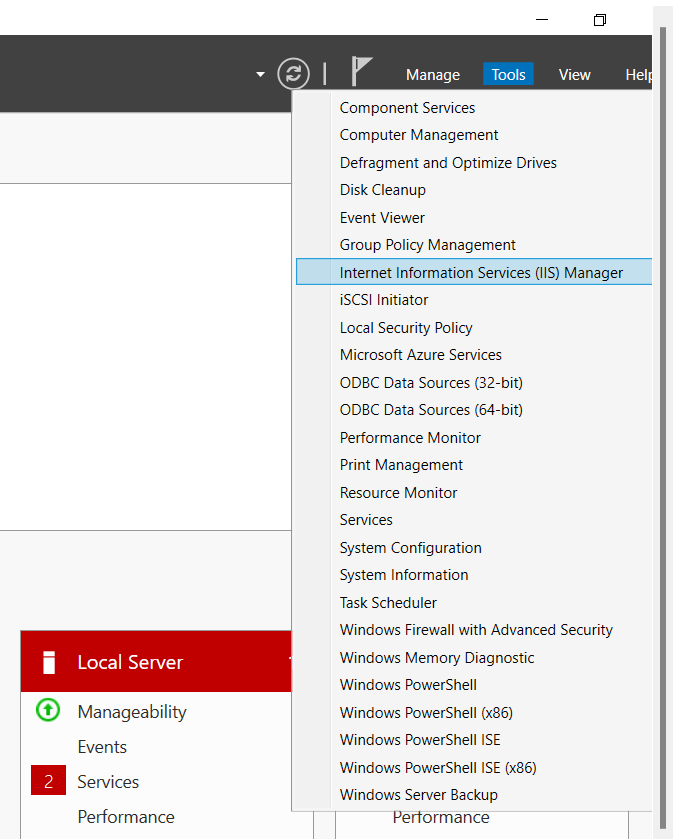 Manage Tools View Help
Component Services
Computer Management
Defragment and Optimize Drives
Disk Cleanup
Event Viewer
Group Policy Management
Internet Information Services (IIS) Manager
iSCSI Initiator
Local Security Policy
Microsoft Azure Services
ODBC Data Sources (32-bit)
ODBC Data Sources (64-bit)
Performance Monitor
Print Management
Resource Monitor
Services
System Configuration
System Information
Task Scheduler
Windows Firewall with Advanced Security
Windows Memory Diagnostic
Windows PowerShell
Windows PowerShell (x86)
Windows PowerShell ISE
Windows PowerShell ISE (x86)
Windows Server Backup
Local Server
Manageability
Events
2 Services
Performance
Performance